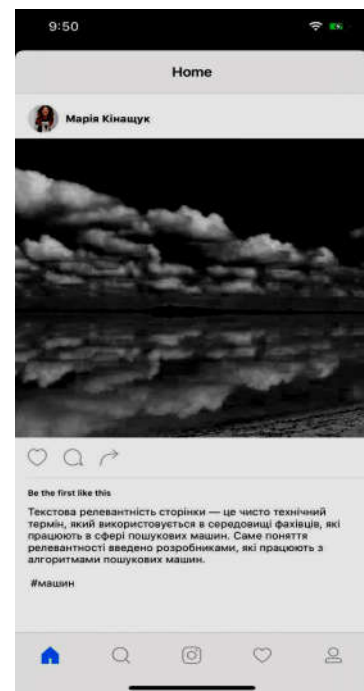 9:50
Home
Марія Кінащук
Be the first like this
Текстова релевантність сторінки — це чисто технічний
термін, який використовується в середовищі фахівців, які
працюють в сфері пошукових машин. Саме поняття
релевантності введено розробниками, які працюють з
алгоритмами пошукових машин.
#машин